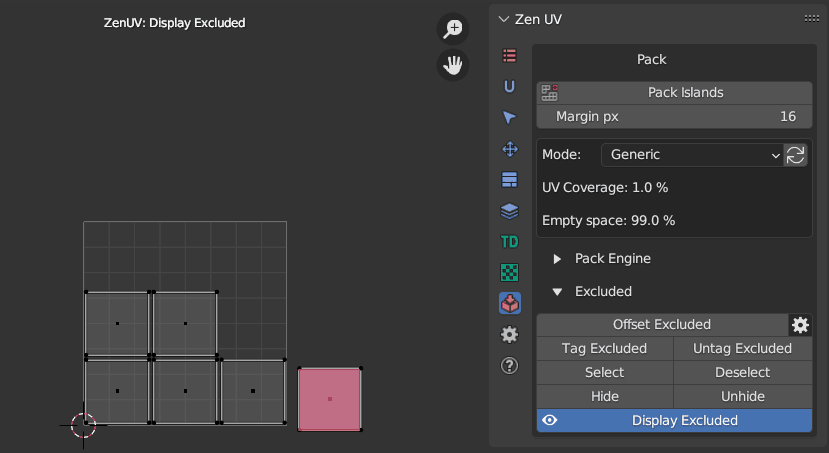 ZenUV: Display Excluded
Zen UV
Pack
Pack Islands
Margin px 16
Mode: Generic
UV Coverage: 1.0 %
Empty space: 99.0 %
TD
Pack Engine
Excluded
Offset Excluded
Tag Excluded Untag Excluded
Select Deselect
Hide Unhide
Display Excluded